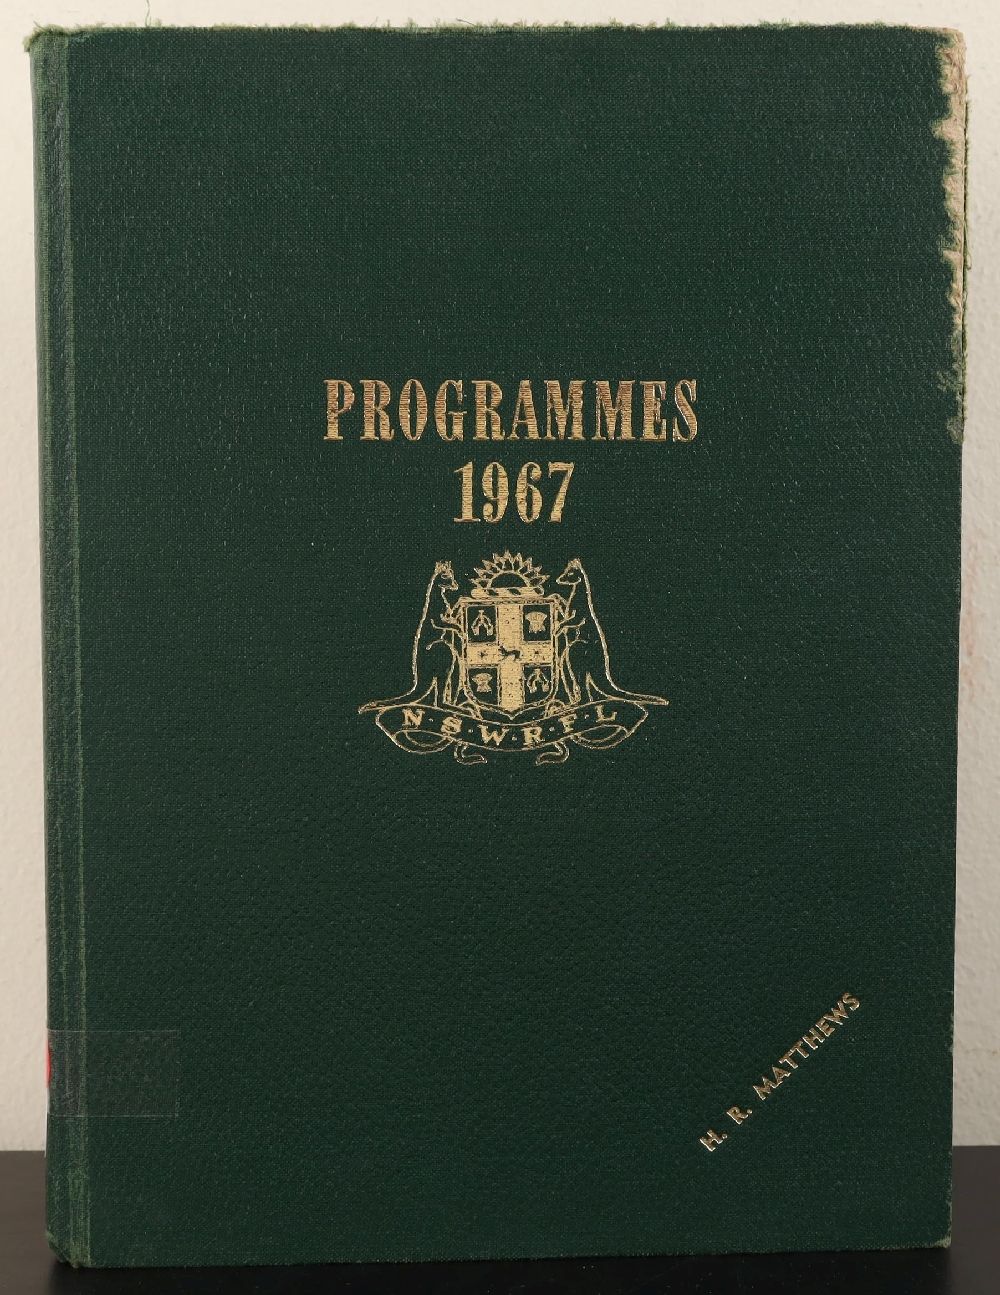 PROGRAMMES
1967
N·S·W·R·F·L
H. R. MATTHEWS